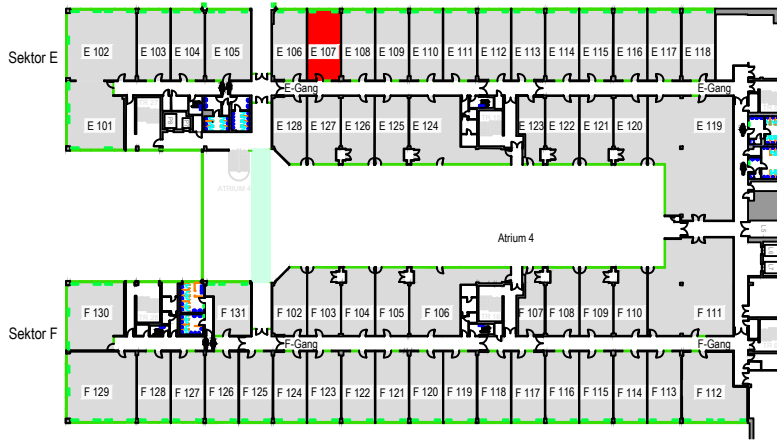 E 102
E 103
E 104
E 105
E 106
E 107
E 108
E 109
E 110
E 111
E 112
E 113
E 114
E 115
E 116
E 117
E 118
Sektor E
E-Gang
E-Gang
E 101
E 128
E 127
E 126
E 125
E 124
E 123
E 122
E 121
E 120
E 119
ATRIUM 4
Atrium 4
F 130
F 131
F 102
F 103
F 104
F 105
F 106
F 107
F 108
F 109
F 110
F 111
Sektor F
F-Gang
F-Gang
F 129
F 128
F 127
F 126
F 125
F 124
F 123
F 122
F 121
F 120
F 119
F 118
F 117
F 116
F 115
F 114
F 113
F 112